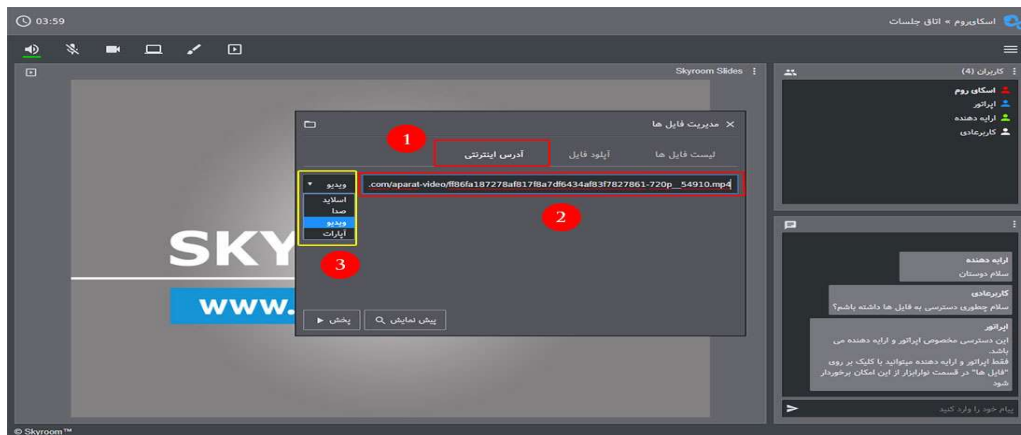 03:59
اسکای‌روم » اتاق جلسات
Skyroom Slides
کاربران (4)
اسکای روم
اپراتور
ارایه دهنده
کاربرعادی
مدیریت فایل ها
لیست فایل ها
آپلود فایل
آدرس اینترنتی
1
.com/aparat-video/ff86fa187278af817f8a7df6434af83f7827861-720p__54910.mp4
ویدیو
اسلاید
صدا
ویدیو
آپارات
2
3
SKY
www.
پیش نمایش
پخش
ارایه دهنده
سلام دوستان
کاربرعادی
سلام چطوری دسترسی به فایل ها داشته باشم؟
اپراتور
این دسترسی مخصوص اپراتور و ارایه دهنده می
باشد.
فقط اپراتور و ارایه دهنده میتوانید با کلیک بر روی
"فایل ها" در قسمت نوارابزار از این امکان برخوردار
شود
پیام خود را وارد کنید
© Skyroom™